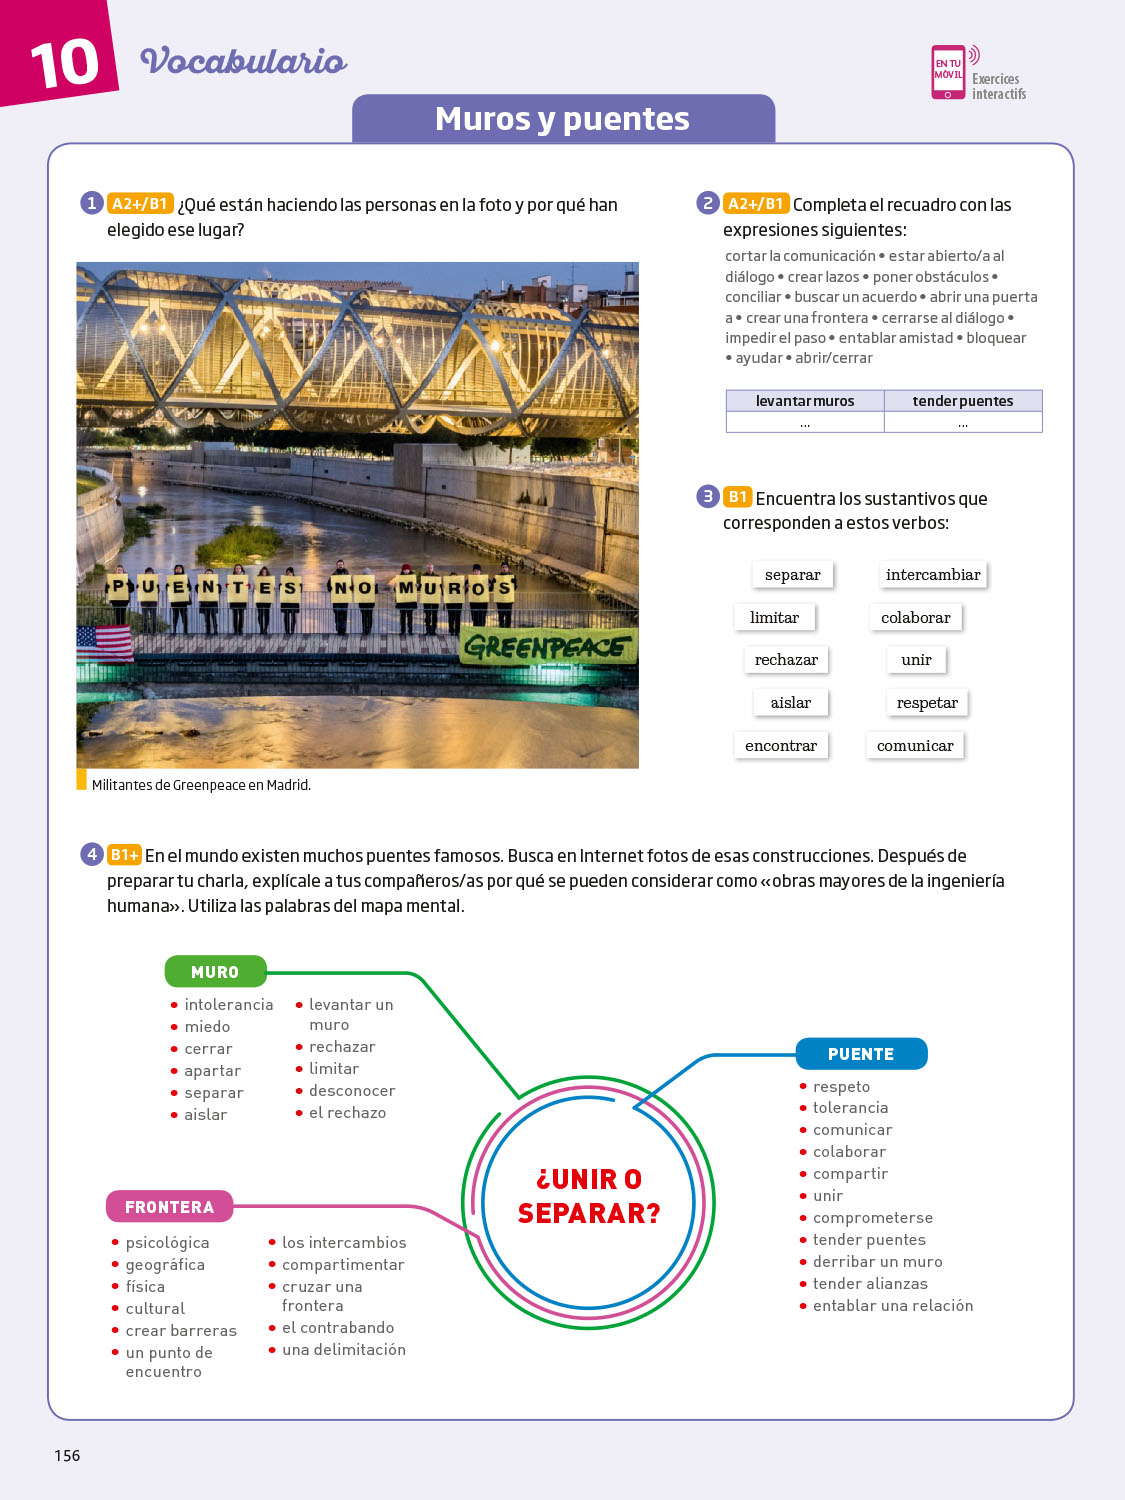 10
Vocabulario
EN TU
MÓVIL
Exercices
interactifs
Muros y puentes
1 A2+/B1 ¿Qué están haciendo las personas en la foto y por qué han
elegido ese lugar?
PUENTES NO MUROS
GREENPEACE
Militantes de Greenpeace en Madrid.
2 A2+/B1 Completa el recuadro con las
expresiones siguientes:
cortar la comunicación • estar abierto/a al
diálogo • crear lazos • poner obstáculos •
conciliar • buscar un acuerdo • abrir una puerta
a • crear una frontera • cerrarse al diálogo •
impedir el paso • entablar amistad • bloquear
• ayudar • abrir/cerrar
levantar muros tender puentes
... ...
3 B1 Encuentra los sustantivos que
corresponden a estos verbos:
separar intercambiar
limitar colaborar
rechazar unir
aislar respetar
encontrar comunicar
4 B1+ En el mundo existen muchos puentes famosos. Busca en Internet fotos de esas construcciones. Después de
preparar tu charla, explícale a tus compañeros/as por qué se pueden considerar como «obras mayores de la ingeniería
humana». Utiliza las palabras del mapa mental.
MURO
• intolerancia
• miedo
• cerrar
• apartar
• separar
• aislar
• levantar un
muro
• rechazar
• limitar
• desconocer
• el rechazo
PUENTE
• respeto
• tolerancia
• comunicar
• colaborar
• compartir
• unir
• comprometerse
• tender puentes
• derribar un muro
• tender alianzas
• entablar una relación
¿UNIR O
SEPARAR?
FRONTERA
• psicológica
• geográfica
• física
• cultural
• crear barreras
• un punto de
encuentro
• los intercambios
• compartimentar
• cruzar una
frontera
• el contrabando
• una delimitación
156